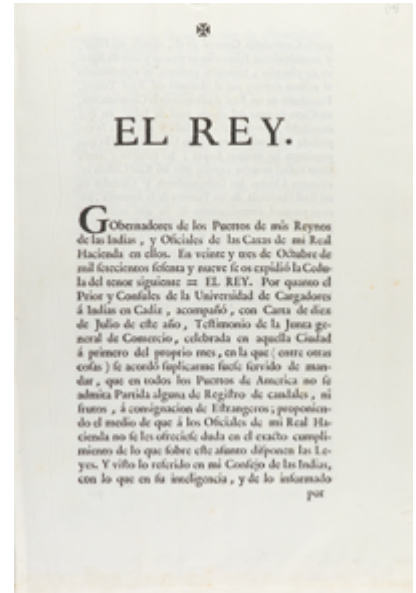 EL REY.
GObernadores de los Puertos de mis Reynos
de las Indias, y Oficiales de las Caxas de mi Real
Hacienda en ellos. En veinte y tres de Octubre de
mil setecientos sesenta y nueve se os expidió la Cedu-
la del tenor siguiente = EL REY. Por quanto el
Prior y Consules de la Universidad de Cargadores
á Indias en Cadiz, acompañó, con Carta de diez
de Julio de este año, Testimonio de la Junta ge-
neral de Comercio, celebrada en aquella Ciudad
á primero del proprio mes, en la que (entre otras
cosas) se acordó suplicarme fuese servido de man-
dar, que en todos los Puertos de America no se
admita Partida alguna de Registro de caudales, ni
frutos, á consignacion de Estrangeros; proponien-
do el medio de que á los Oficiales de mi Real Ha-
cienda no se les ofreciese duda en el exacto cumpli-
miento de lo que sobre este asunto disponen las Le-
yes. Y visto lo referido en mi Consejo de las Indias,
con lo que en su inteligencia, y de lo informado
por